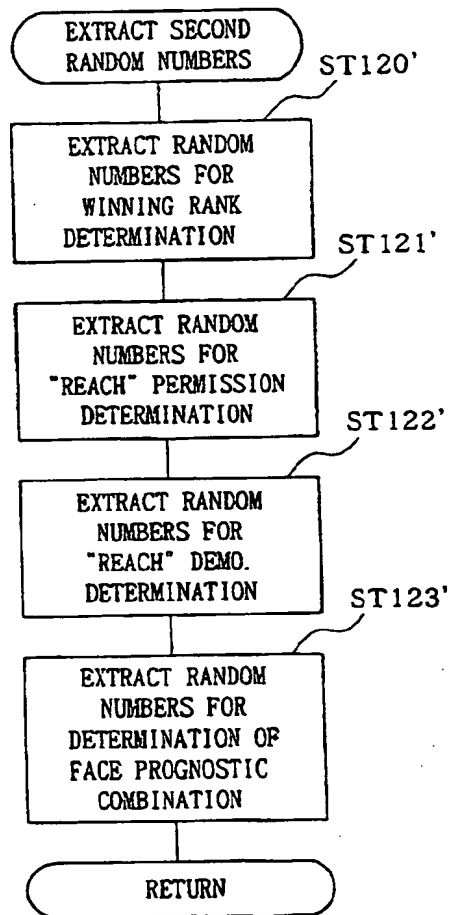 EXTRACT SECOND
RANDOM NUMBERS
ST120'
EXTRACT RANDOM
NUMBERS FOR
WINNING RANK
DETERMINATION
ST121'
EXTRACT RANDOM
NUMBERS FOR
"REACH" PERMISSION
DETERMINATION
ST122'
EXTRACT RANDOM
NUMBERS FOR
"REACH" DEMO.
DETERMINATION
ST123'
EXTRACT RANDOM
NUMBERS FOR
DETERMINATION OF
FACE PROGNOSTIC
COMBINATION
RETURN